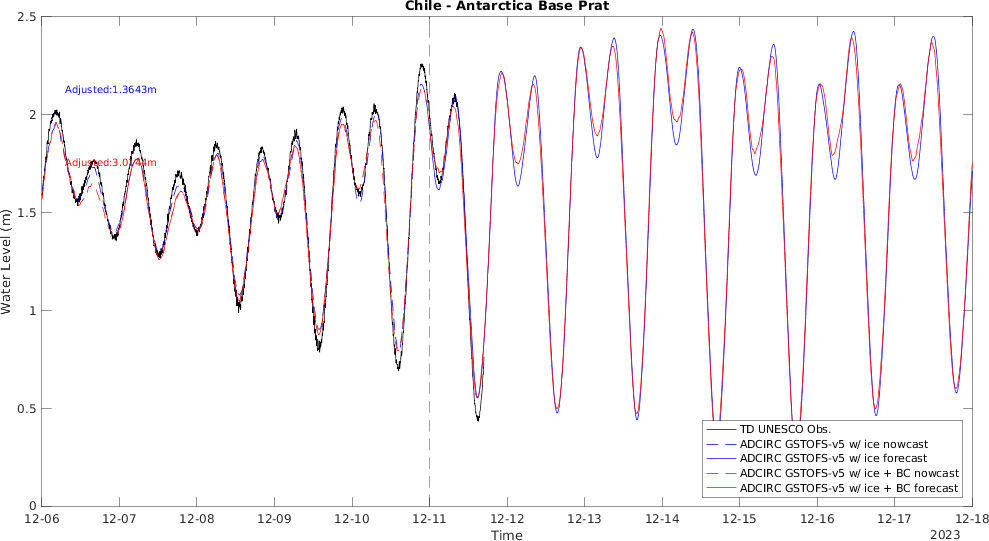 Chile - Antarctica Base Prat
2.5
Adjusted:1.3643m
2
1.5
Water Level (m)
1
0.5
0
TD UNESCO Obs.
ADCIRC GSTOFS-v5 w/ ice nowcast
ADCIRC GSTOFS-v5 w/ ice forecast
ADCIRC GSTOFS-v5 w/ ice + BC nowcast
ADCIRC GSTOFS-v5 w/ ice + BC forecast
12-06 12-07 12-08 12-09 12-10 12-11 12-12 12-13 12-14 12-15 12-16 12-17 12-18
Time
2023